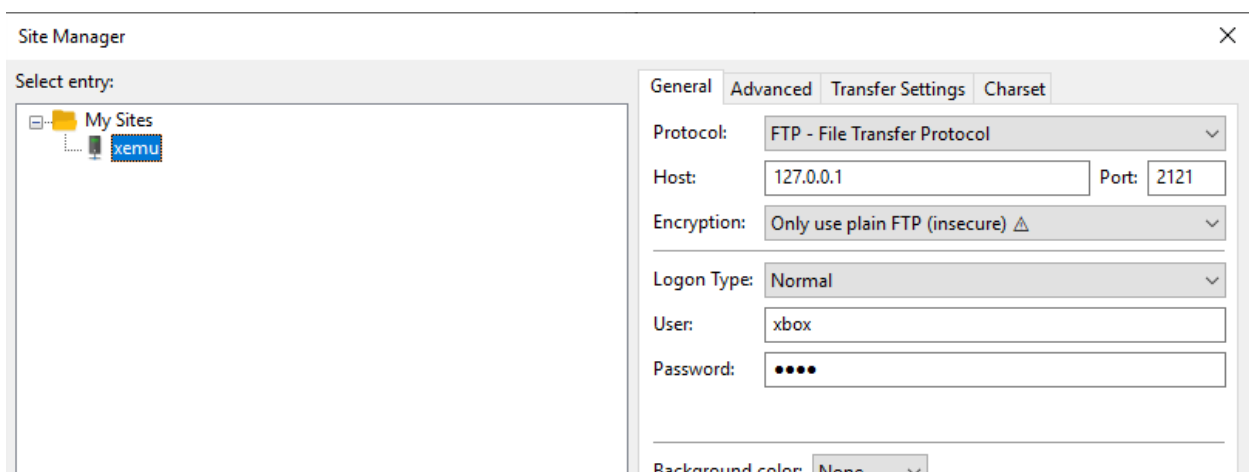 Site Manager
Select entry:
My Sites
xemu
General Advanced Transfer Settings Charset
Protocol: FTP - File Transfer Protocol
Host: 127.0.0.1 Port: 2121
Encryption: Only use plain FTP (insecure) ⚠
Logon Type: Normal
User: xbox
Password: ●●●●
Background color: None